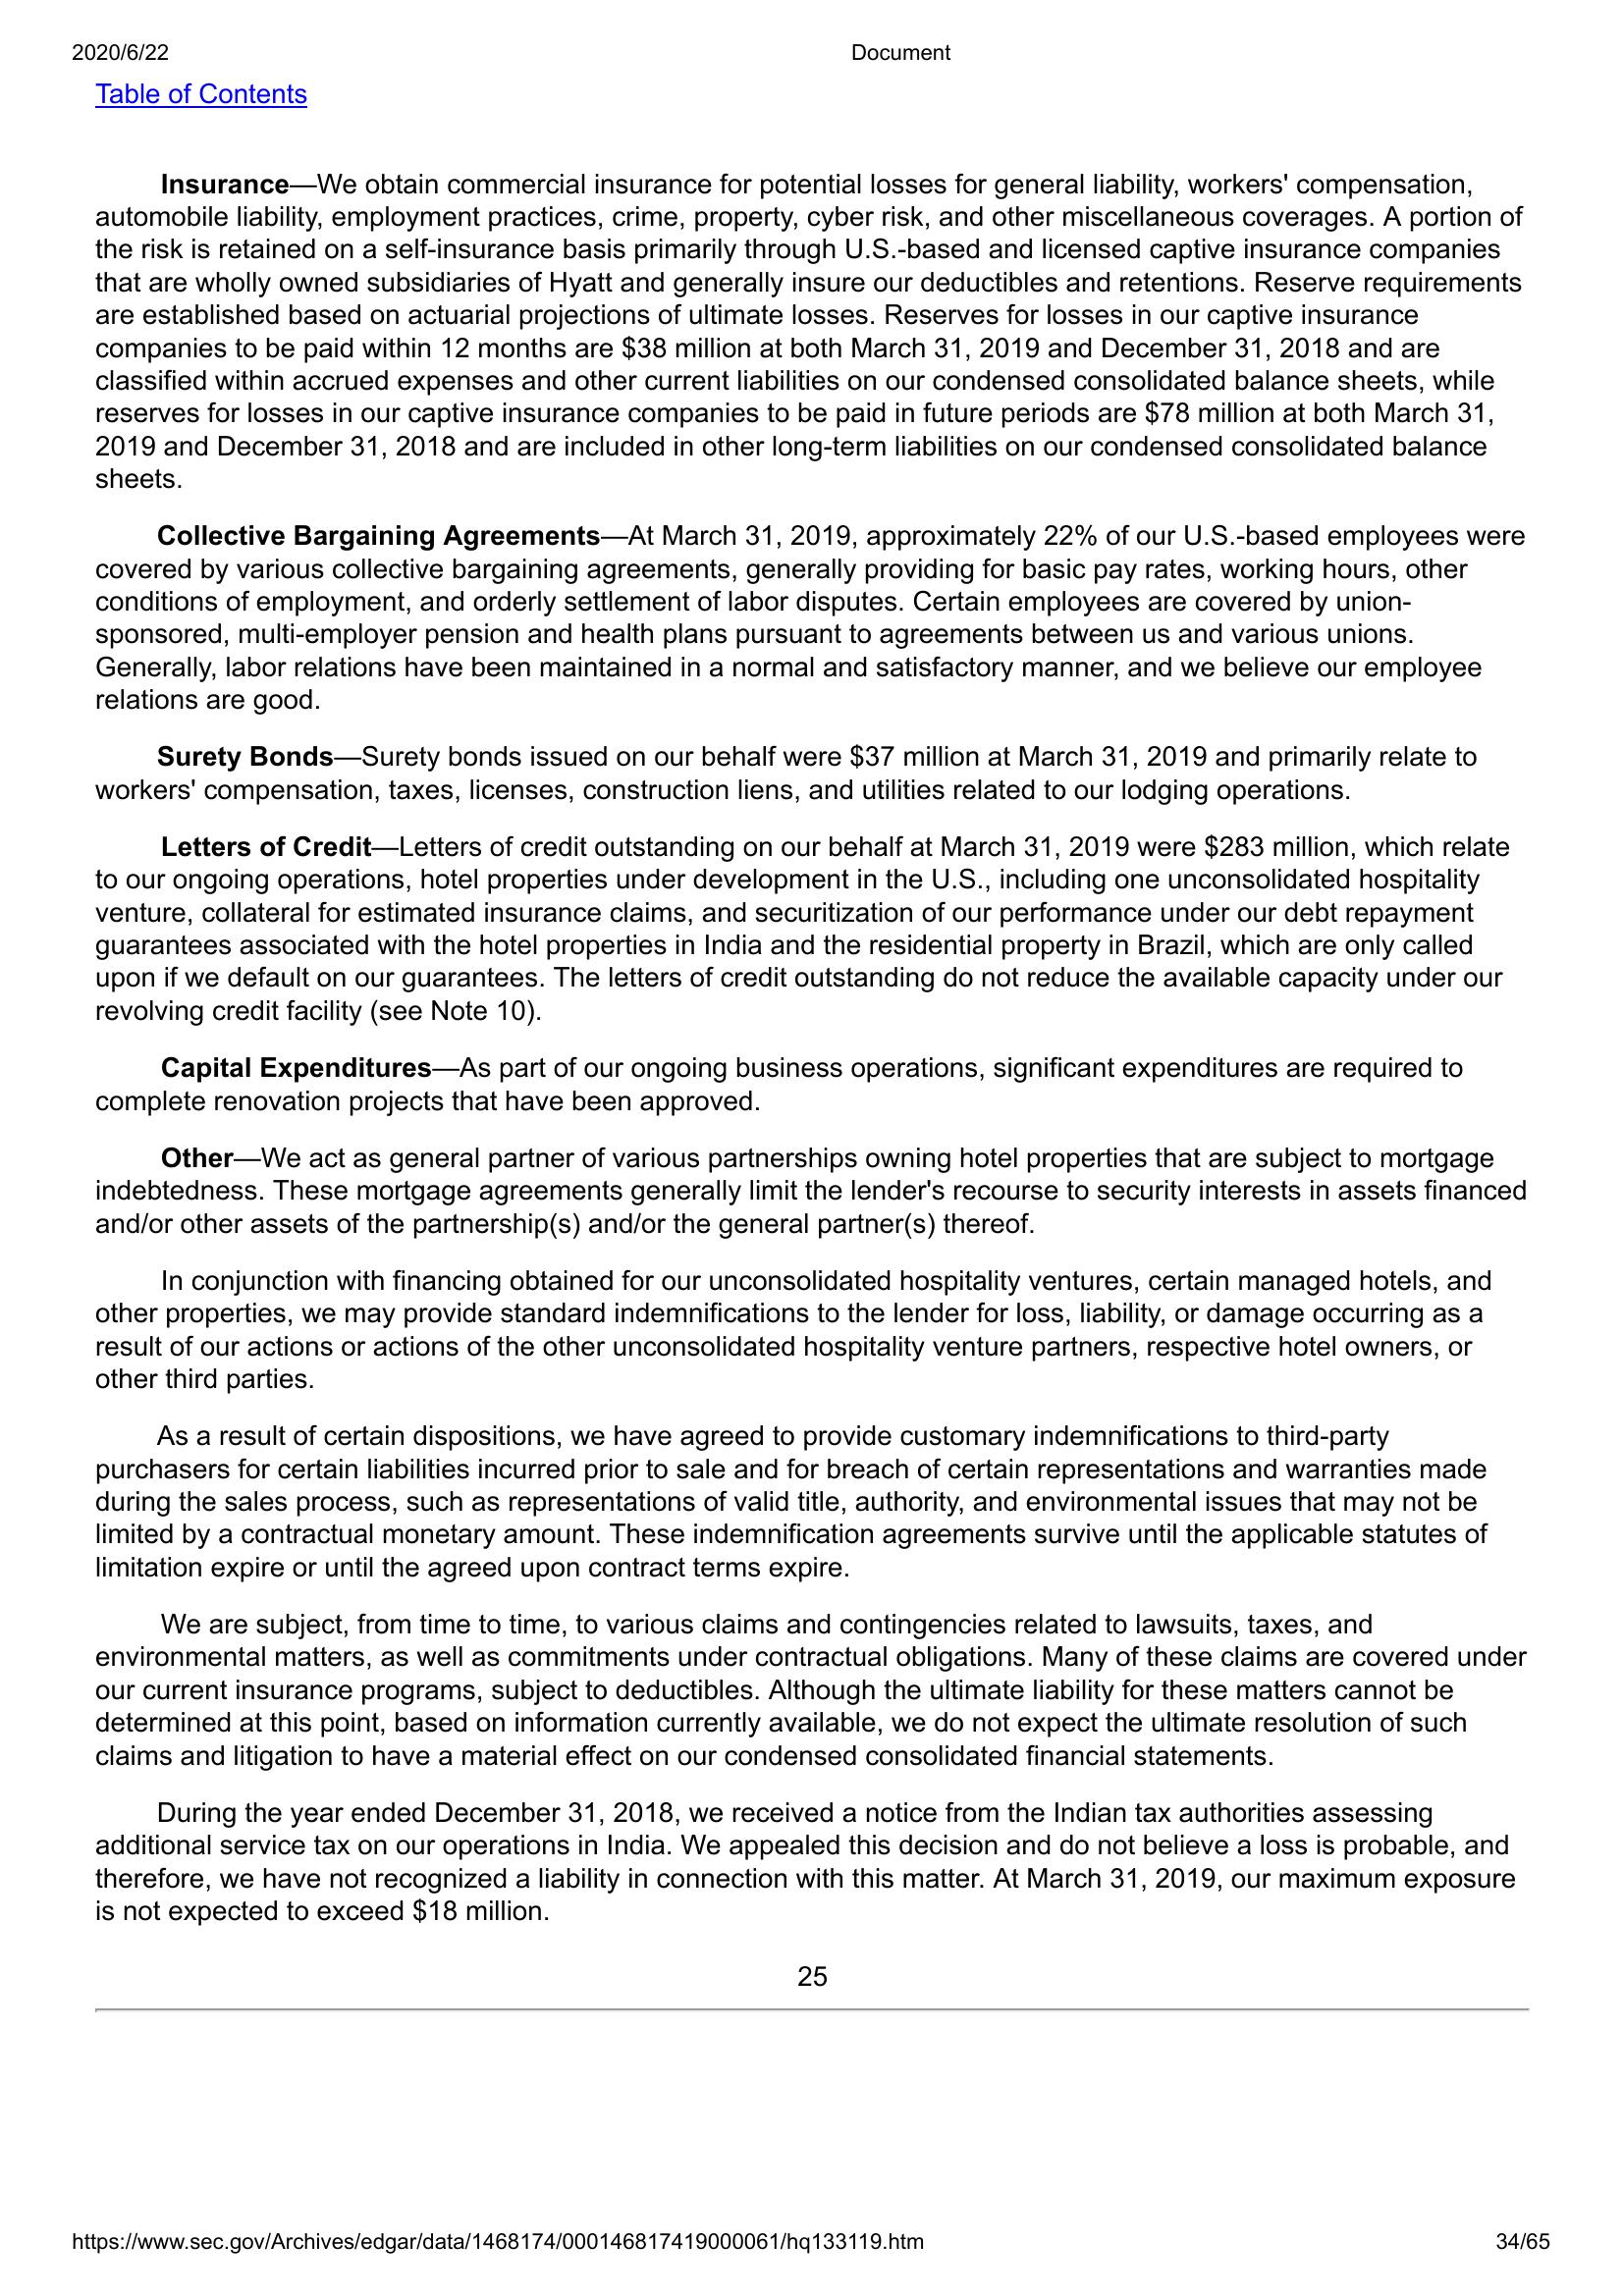 2020/6/22 Document
Table of Contents
Insurance—We obtain commercial insurance for potential losses for general liability, workers' compensation,
automobile liability, employment practices, crime, property, cyber risk, and other miscellaneous coverages. A portion of
the risk is retained on a self-insurance basis primarily through U.S.-based and licensed captive insurance companies
that are wholly owned subsidiaries of Hyatt and generally insure our deductibles and retentions. Reserve requirements
are established based on actuarial projections of ultimate losses. Reserves for losses in our captive insurance
companies to be paid within 12 months are $38 million at both March 31, 2019 and December 31, 2018 and are
classified within accrued expenses and other current liabilities on our condensed consolidated balance sheets, while
reserves for losses in our captive insurance companies to be paid in future periods are $78 million at both March 31,
2019 and December 31, 2018 and are included in other long-term liabilities on our condensed consolidated balance
sheets.
Collective Bargaining Agreements—At March 31, 2019, approximately 22% of our U.S.-based employees were
covered by various collective bargaining agreements, generally providing for basic pay rates, working hours, other
conditions of employment, and orderly settlement of labor disputes. Certain employees are covered by union-
sponsored, multi-employer pension and health plans pursuant to agreements between us and various unions.
Generally, labor relations have been maintained in a normal and satisfactory manner, and we believe our employee
relations are good.
Surety Bonds—Surety bonds issued on our behalf were $37 million at March 31, 2019 and primarily relate to
workers' compensation, taxes, licenses, construction liens, and utilities related to our lodging operations.
Letters of Credit—Letters of credit outstanding on our behalf at March 31, 2019 were $283 million, which relate
to our ongoing operations, hotel properties under development in the U.S., including one unconsolidated hospitality
venture, collateral for estimated insurance claims, and securitization of our performance under our debt repayment
guarantees associated with the hotel properties in India and the residential property in Brazil, which are only called
upon if we default on our guarantees. The letters of credit outstanding do not reduce the available capacity under our
revolving credit facility (see Note 10).
Capital Expenditures—As part of our ongoing business operations, significant expenditures are required to
complete renovation projects that have been approved.
Other—We act as general partner of various partnerships owning hotel properties that are subject to mortgage
indebtedness. These mortgage agreements generally limit the lender's recourse to security interests in assets financed
and/or other assets of the partnership(s) and/or the general partner(s) thereof.
In conjunction with financing obtained for our unconsolidated hospitality ventures, certain managed hotels, and
other properties, we may provide standard indemnifications to the lender for loss, liability, or damage occurring as a
result of our actions or actions of the other unconsolidated hospitality venture partners, respective hotel owners, or
other third parties.
As a result of certain dispositions, we have agreed to provide customary indemnifications to third-party
purchasers for certain liabilities incurred prior to sale and for breach of certain representations and warranties made
during the sales process, such as representations of valid title, authority, and environmental issues that may not be
limited by a contractual monetary amount. These indemnification agreements survive until the applicable statutes of
limitation expire or until the agreed upon contract terms expire.
We are subject, from time to time, to various claims and contingencies related to lawsuits, taxes, and
environmental matters, as well as commitments under contractual obligations. Many of these claims are covered under
our current insurance programs, subject to deductibles. Although the ultimate liability for these matters cannot be
determined at this point, based on information currently available, we do not expect the ultimate resolution of such
claims and litigation to have a material effect on our condensed consolidated financial statements.
During the year ended December 31, 2018, we received a notice from the Indian tax authorities assessing
additional service tax on our operations in India. We appealed this decision and do not believe a loss is probable, and
therefore, we have not recognized a liability in connection with this matter. At March 31, 2019, our maximum exposure
is not expected to exceed $18 million.
25
https://www.sec.gov/Archives/edgar/data/1468174/000146817419000061/hq133119.htm 34/65